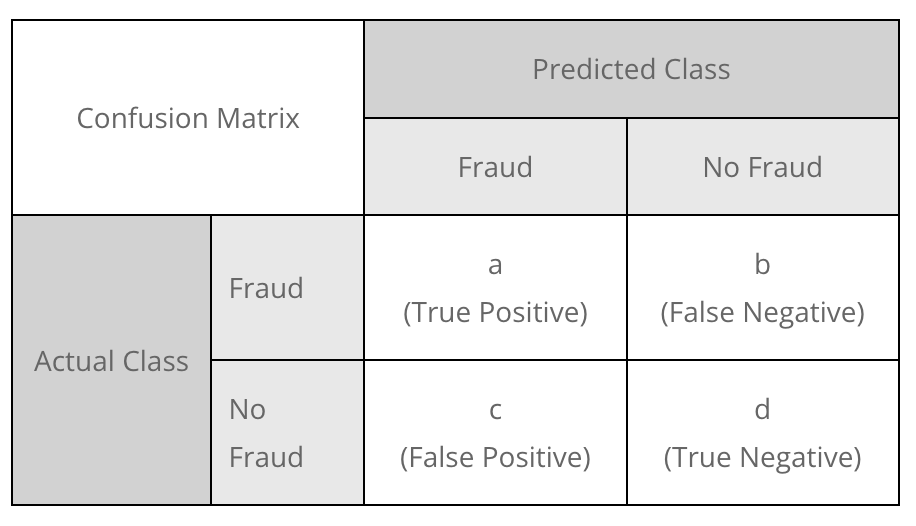 Confusion Matrix
Predicted Class
Fraud
No Fraud
Actual Class
Fraud
a
(True Positive)
b
(False Negative)
No
Fraud
c
(False Positive)
d
(True Negative)